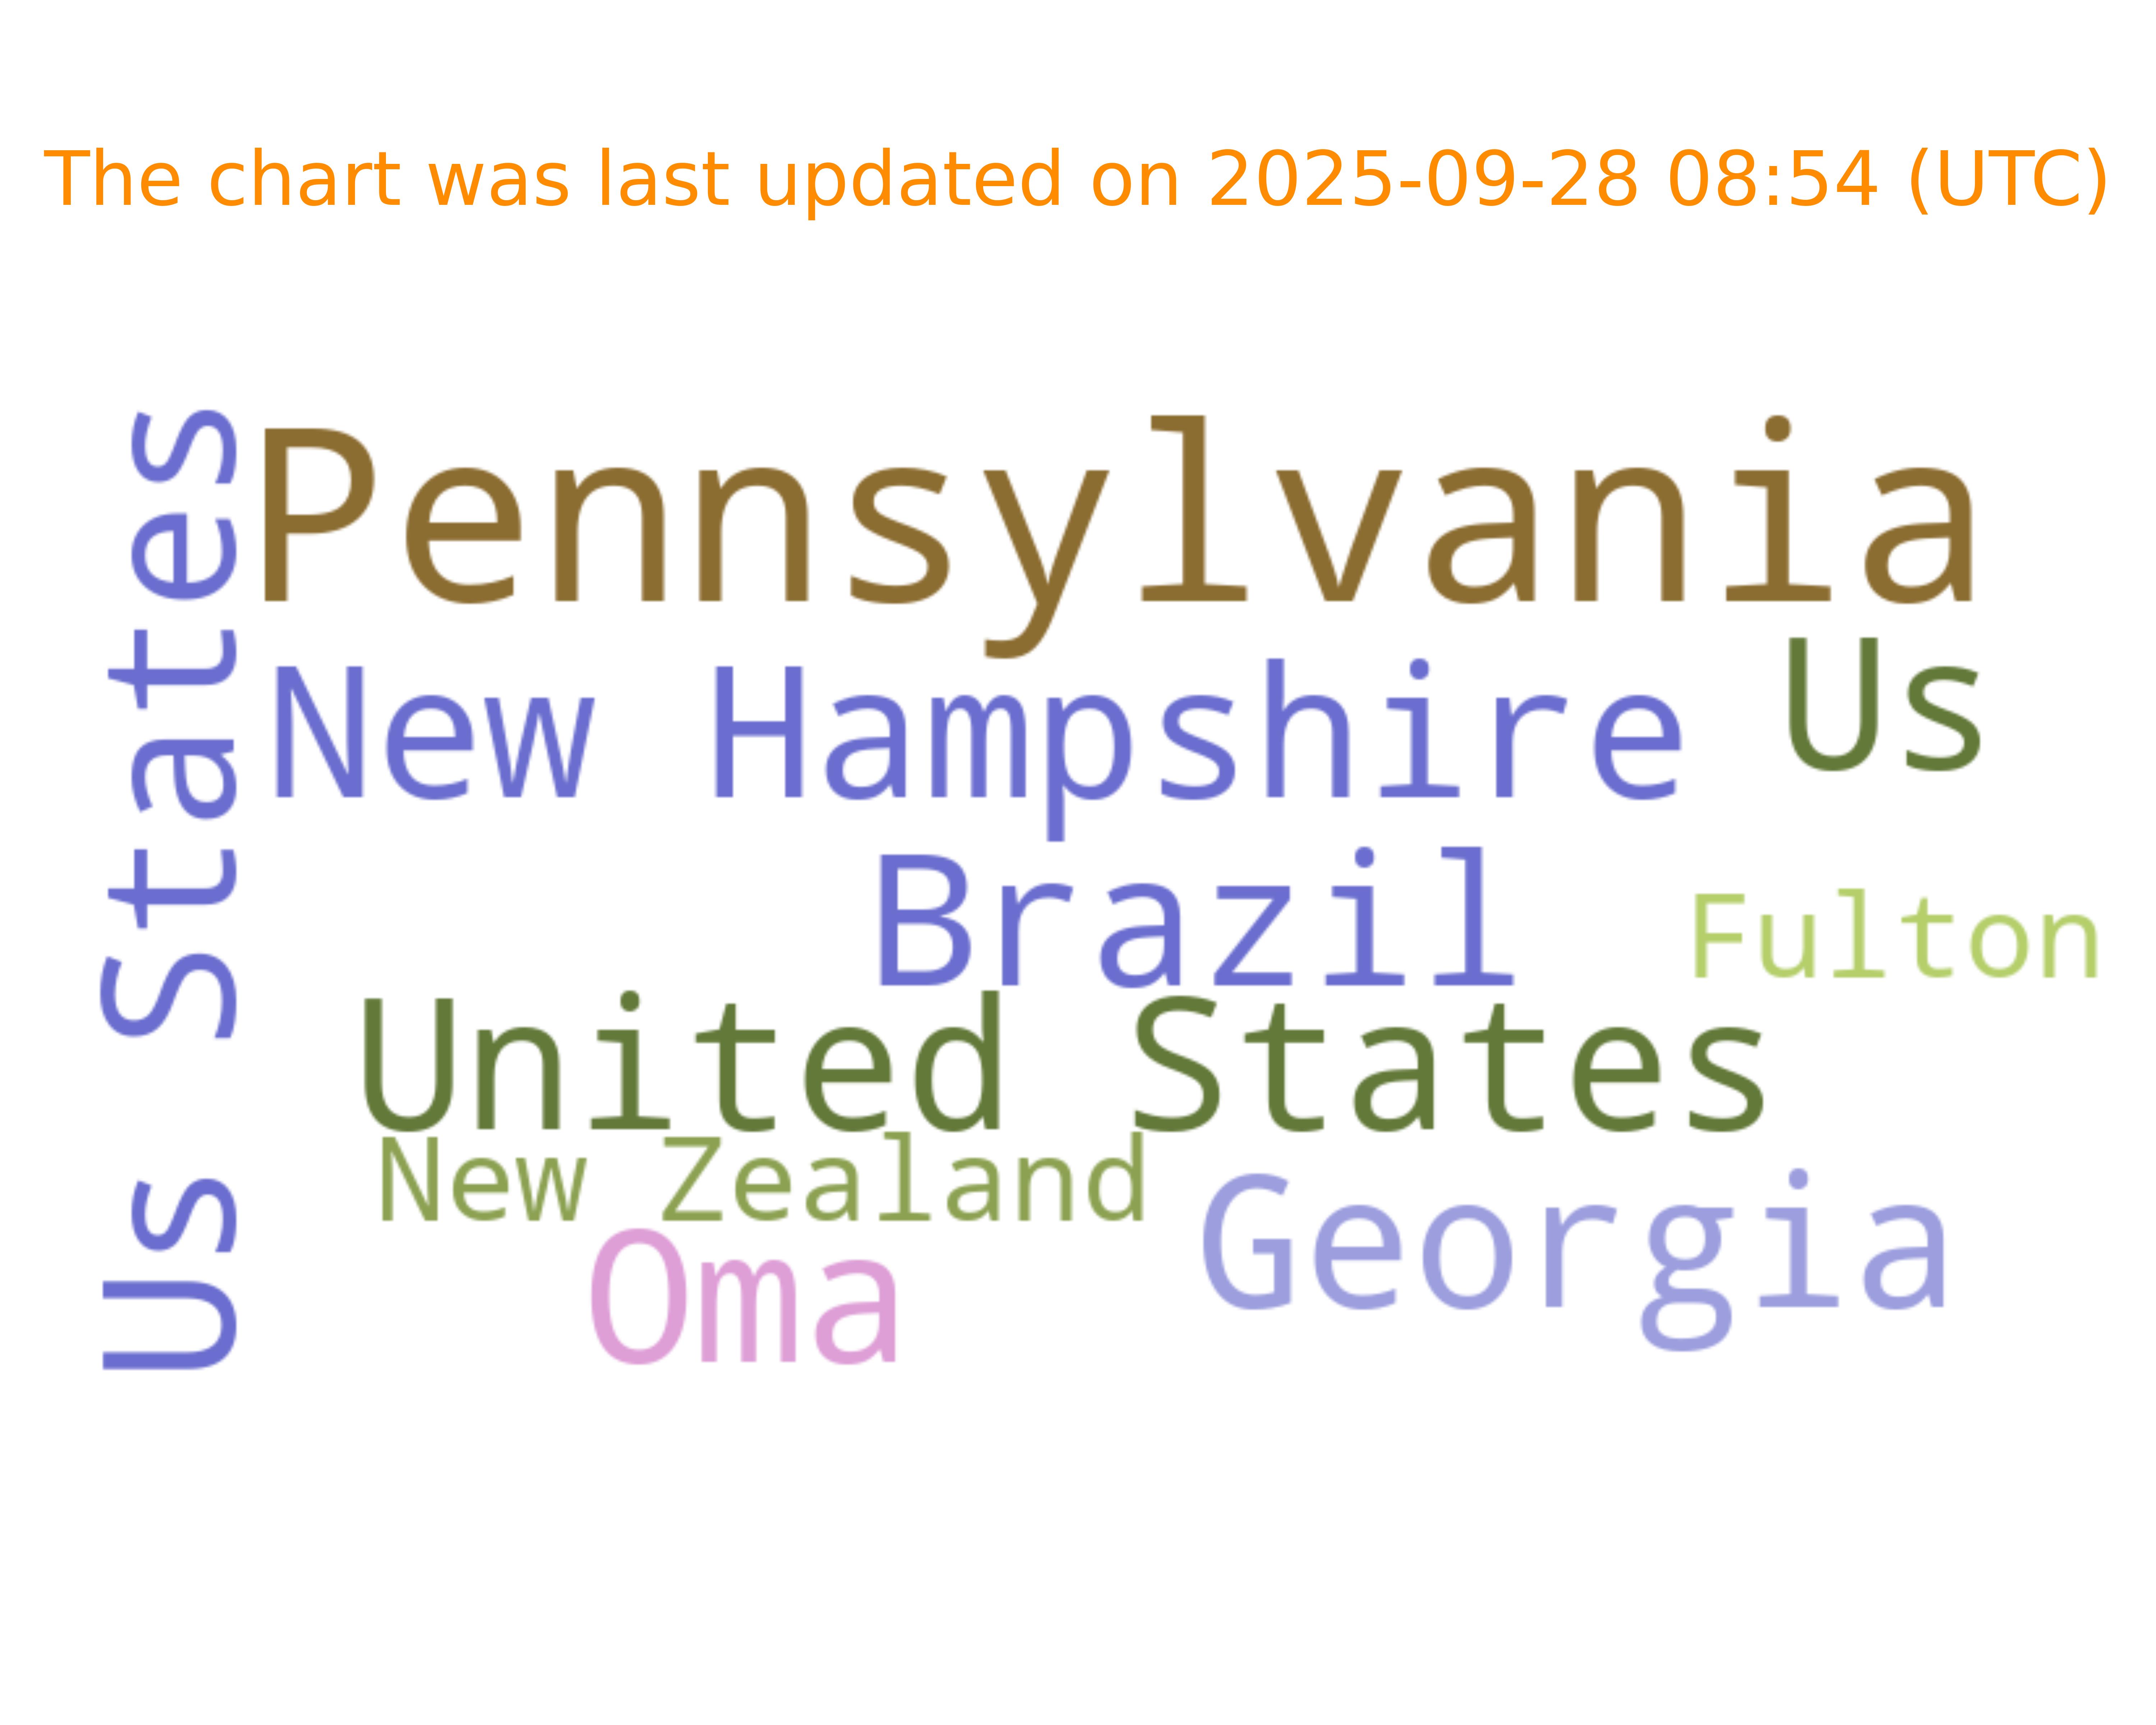 The chart was last updated on 2025-09-28 08:54 (UTC)
Us States
Pennsylvania
New Hampshire
Us
Brazil
Fulton
United States
New Zealand
Georgia
Oma